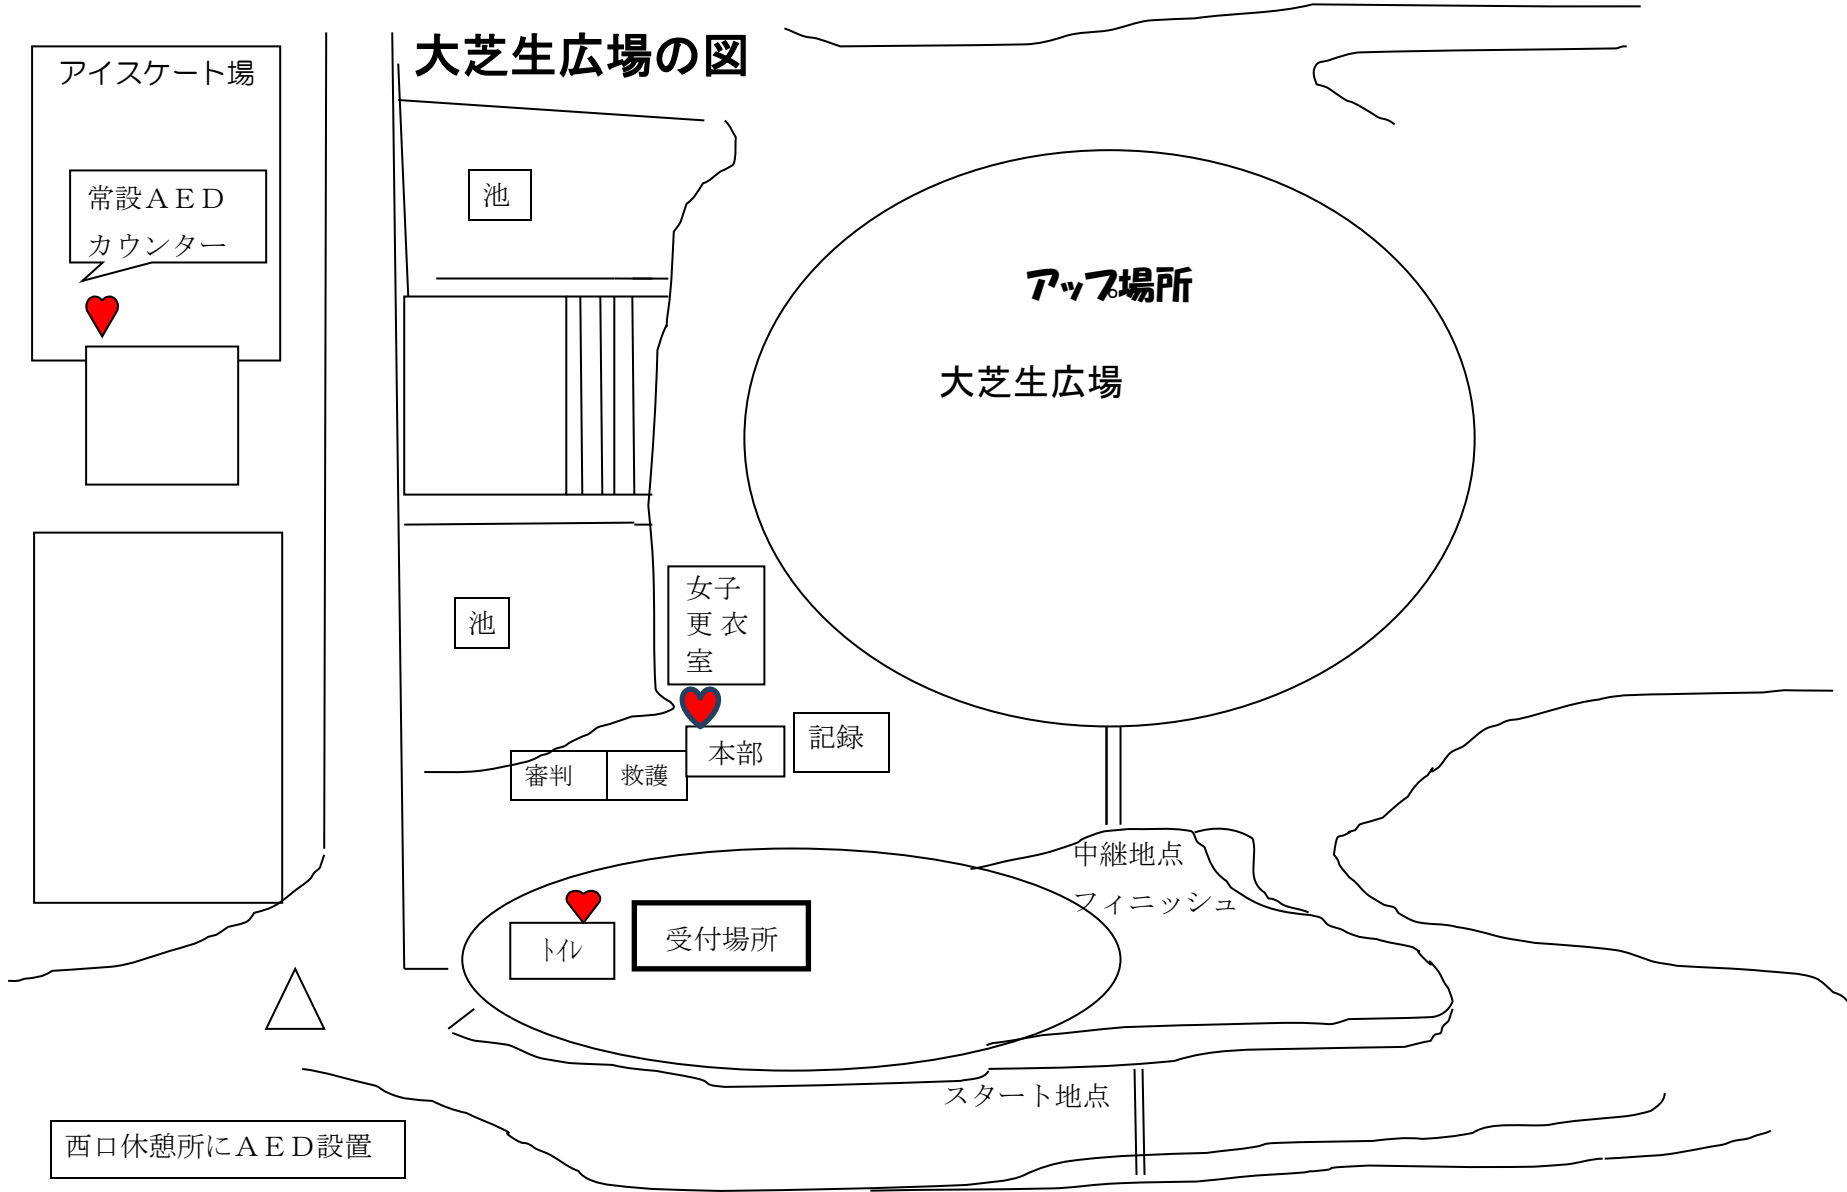 大芝生広場の図
アイスケート場
常設ＡＥＤ
カウンター
池
アップ場所
大芝生広場
池
女子
更衣
室
本部
記録
審判
救護
中継地点
フィニッシュ
ﾄｲﾚ
受付場所
スタート地点
西口休憩所にＡＥＤ設置